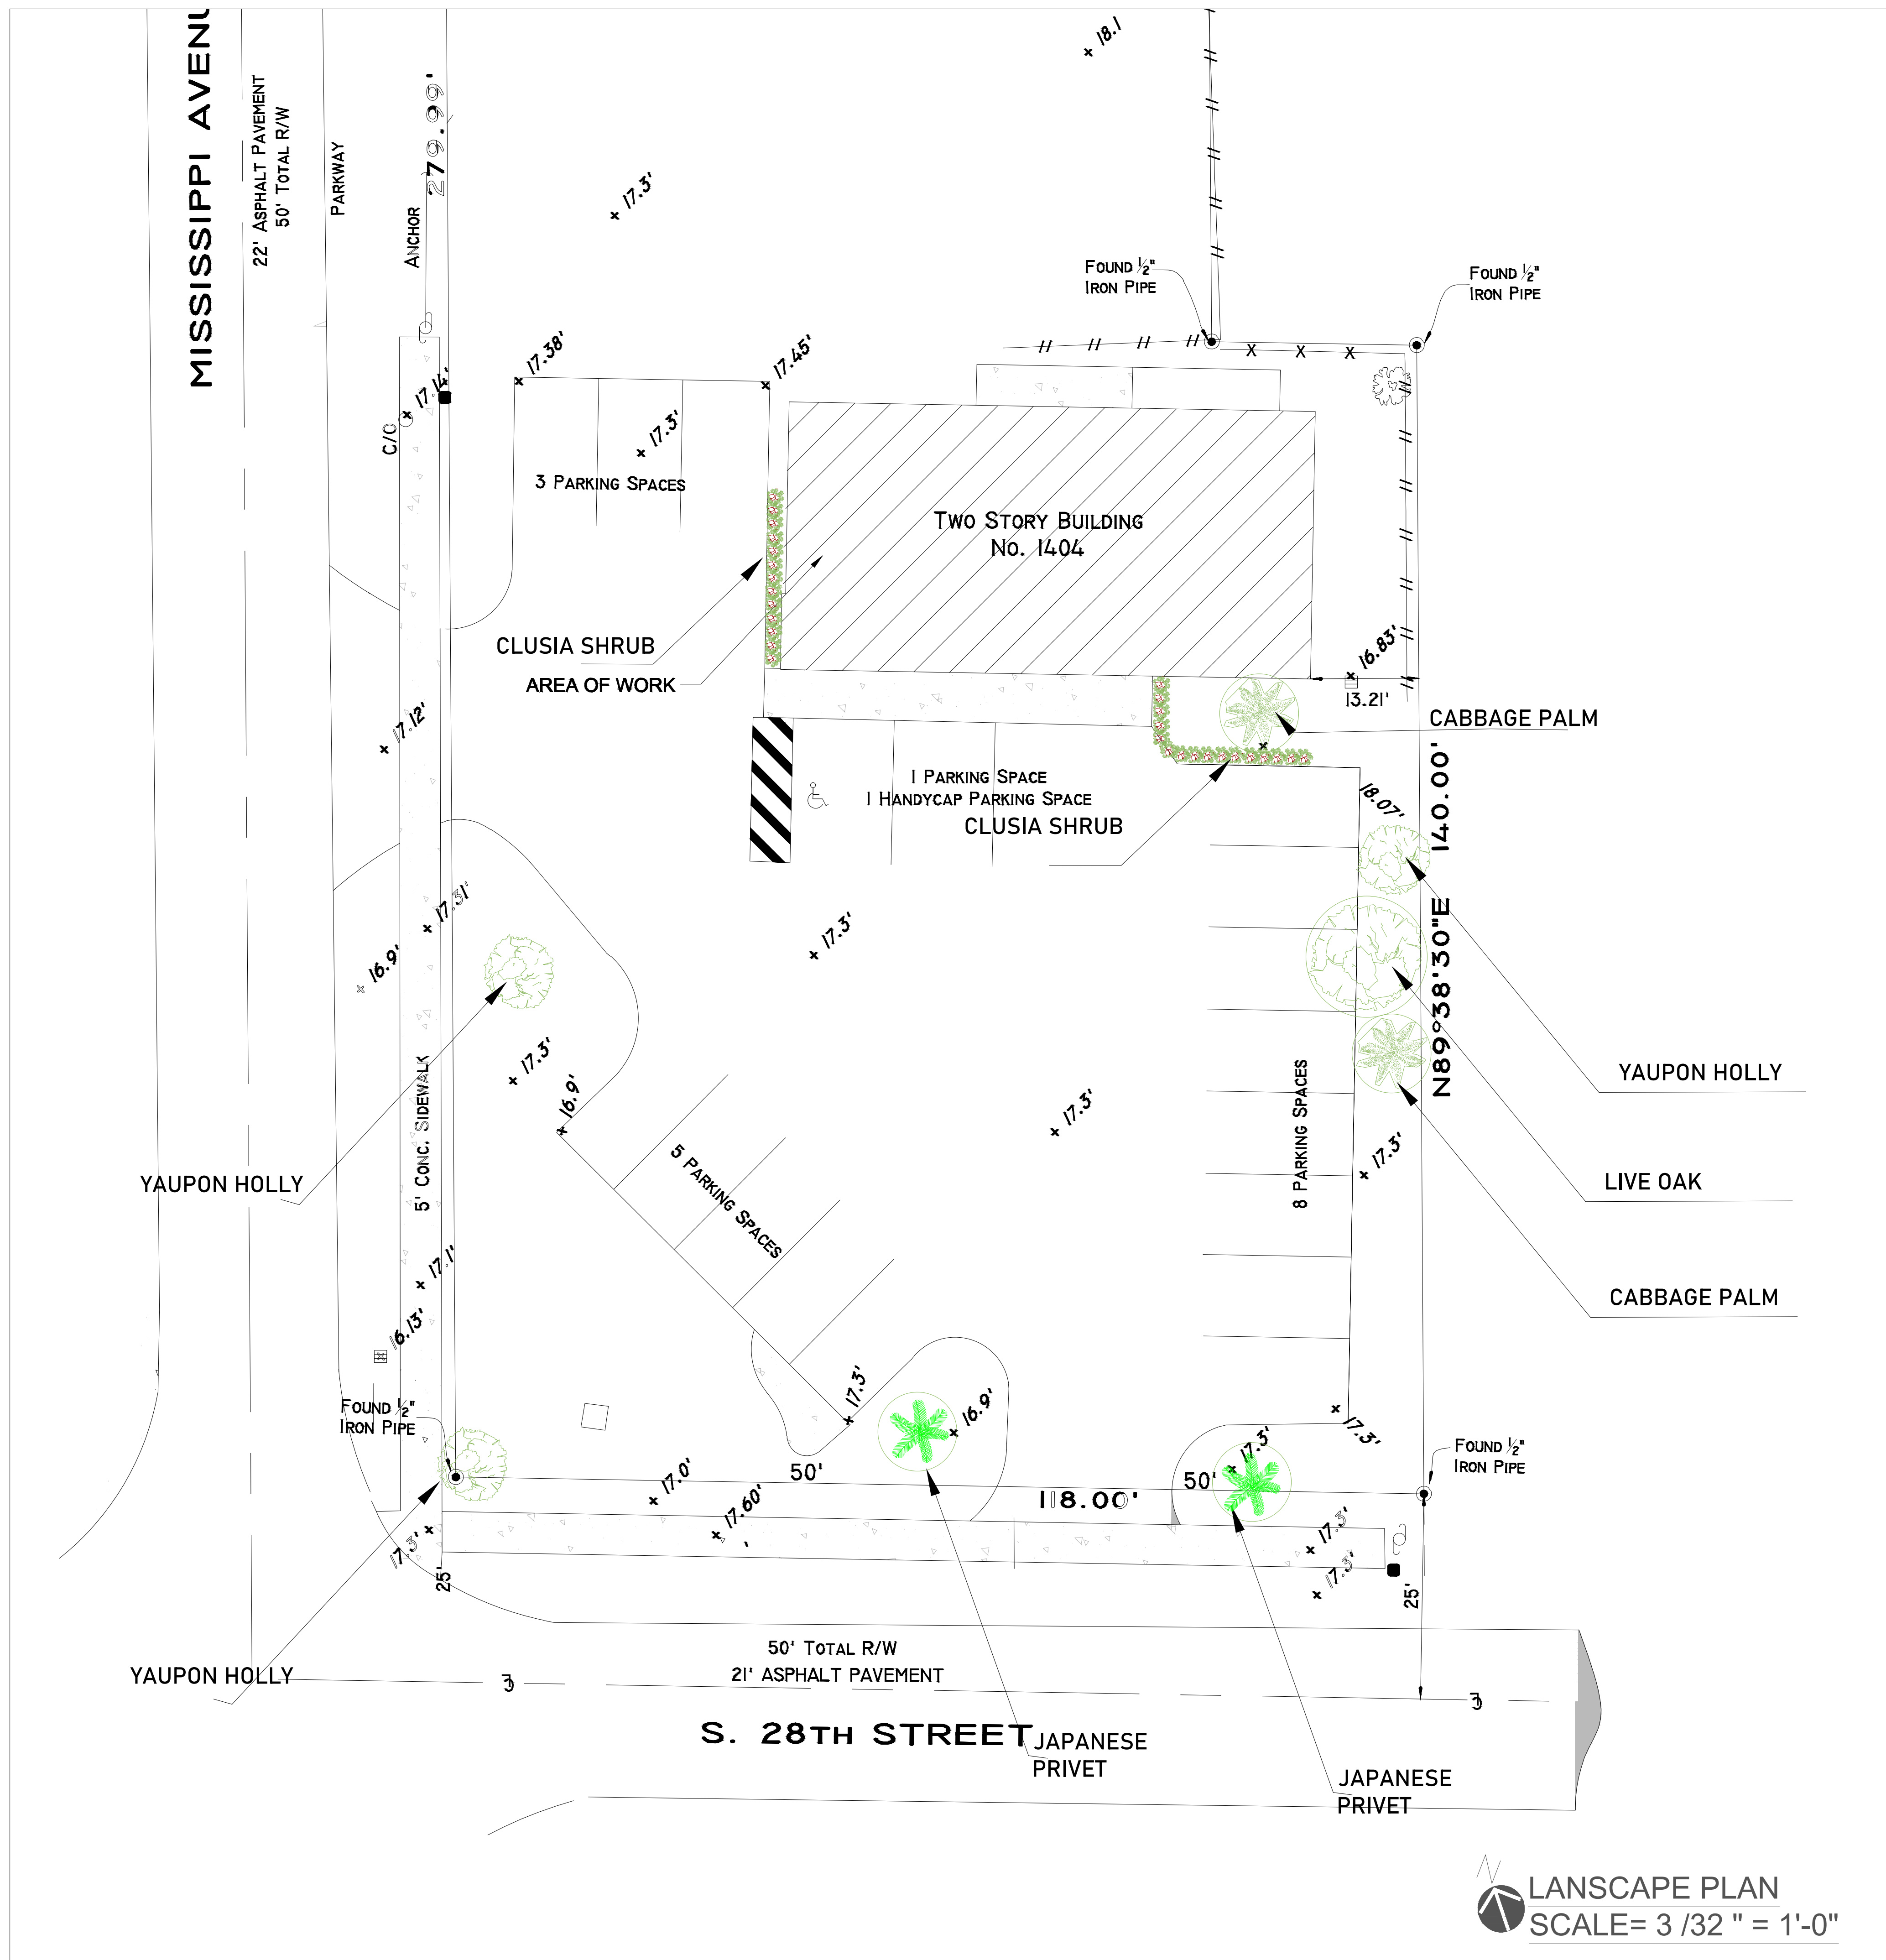 MISSISSIPPI AVENU
22' ASPHALT PAVEMENT
50' TOTAL R/W
PARKWAY
ANCHOR
279.99'
18.1
17.3'
FOUND ½"
IRON PIPE
FOUND ½"
IRON PIPE
17.38'
17.45'
17.14'
C/O
17.3'
3 PARKING SPACES
TWO STORY BUILDING
NO. 1404
CLUSIA SHRUB
AREA OF WORK
16.83'
13.21'
CABBAGE PALM
17.12'
1 PARKING SPACE
1 HANDYCAP PARKING SPACE
CLUSIA SHRUB
18.07'
N89°38'30"E 140.00'
17.31'
16.9'
17.3'
17.3'
16.9'
17.3'
5' CONC. SIDEWALK
YAUPON HOLLY
YAUPON HOLLY
5 PARKING SPACES
8 PARKING SPACES
17.3'
LIVE OAK
CABBAGE PALM
17.1'
16.13'
FOUND ½"
IRON PIPE
17.3'
16.9'
17.3'
17.3'
FOUND ½"
IRON PIPE
50'
50'
118.00'
17.0'
17.60'
17.3'
17.3'
17.3'
25'
25'
50' TOTAL R/W
21' ASPHALT PAVEMENT
YAUPON HOLLY
S. 28TH STREET
JAPANESE
PRIVET
JAPANESE
PRIVET
N
LANSCAPE PLAN
SCALE= 3 /32 " = 1'-0"